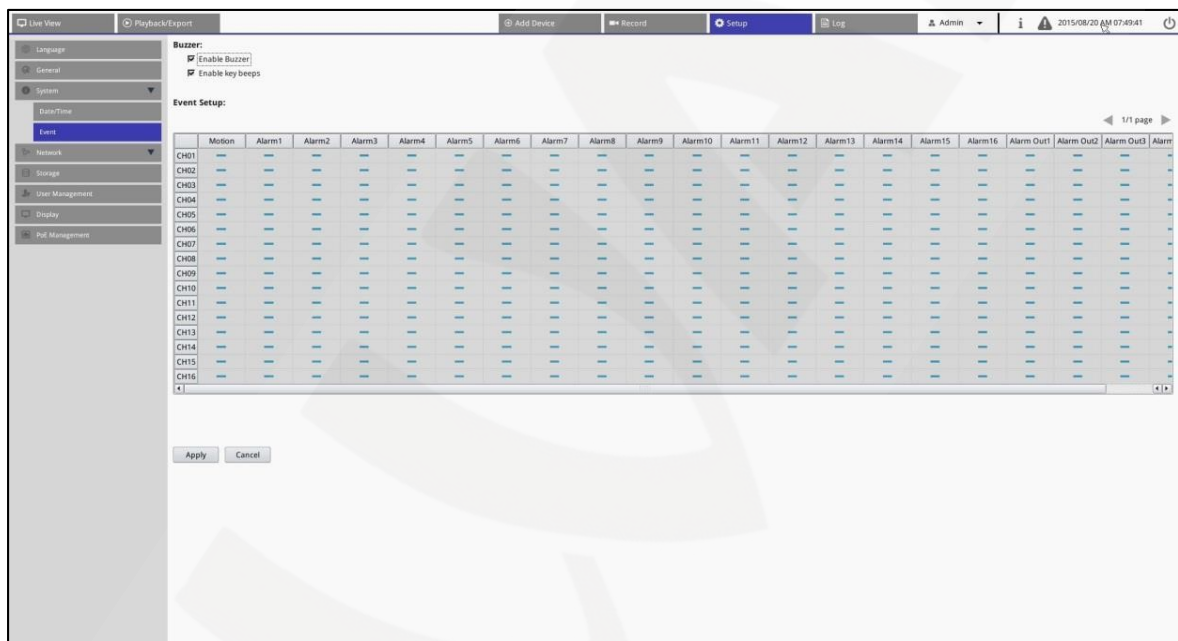 Live View Playback/Export Add Device Record Setup Log Admin i 2015/08/20 AM 07:49:41
Language
General
System
Date/Time
Event
Network
Storage
User Management
Display
PoE Management
Buzzer:
Enable Buzzer
Enable key beeps
Event Setup:
1/1 page
Motion Alarm1 Alarm2 Alarm3 Alarm4 Alarm5 Alarm6 Alarm7 Alarm8 Alarm9 Alarm10 Alarm11 Alarm12 Alarm13 Alarm14 Alarm15 Alarm16 Alarm Out1 Alarm Out2 Alarm Out3 Alarm
CH01
CH02
CH03
CH04
CH05
CH06
CH07
CH08
CH09
CH10
CH11
CH12
CH13
CH14
CH15
CH16
Apply Cancel